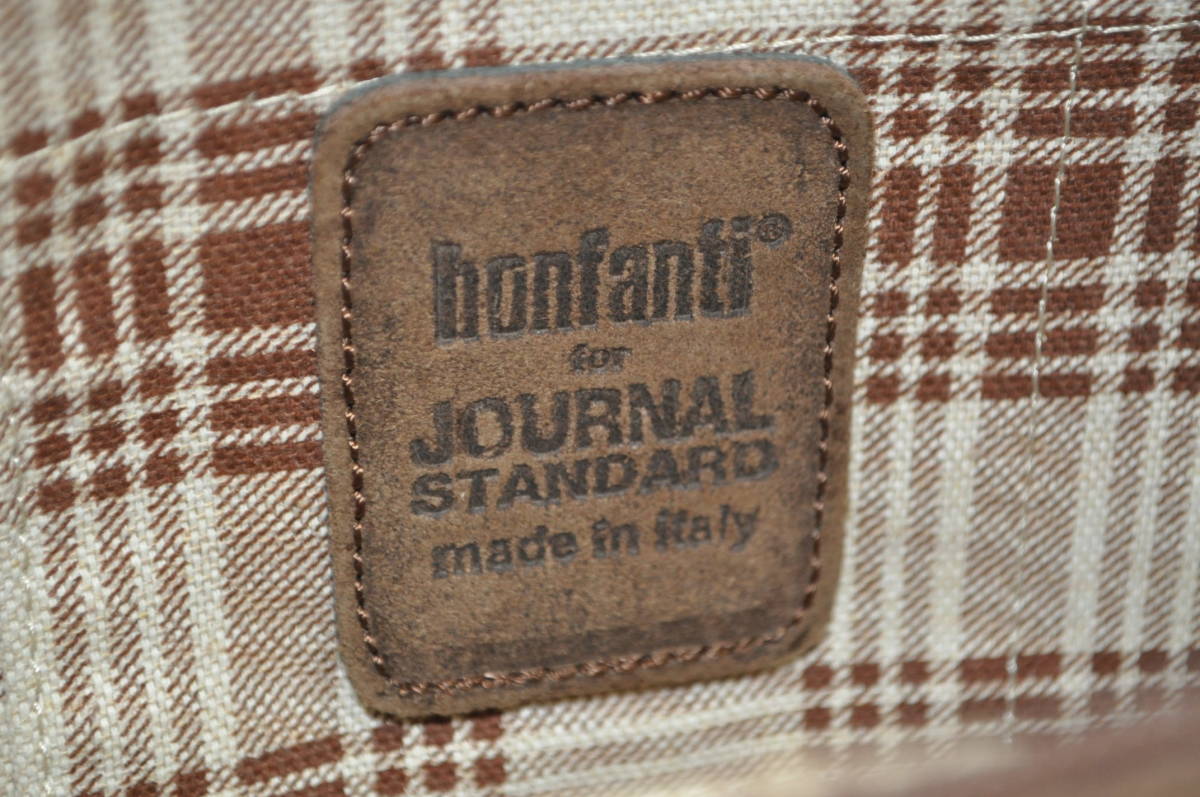 bonfanti®
for
JOURNAL
STANDARD
made in italy